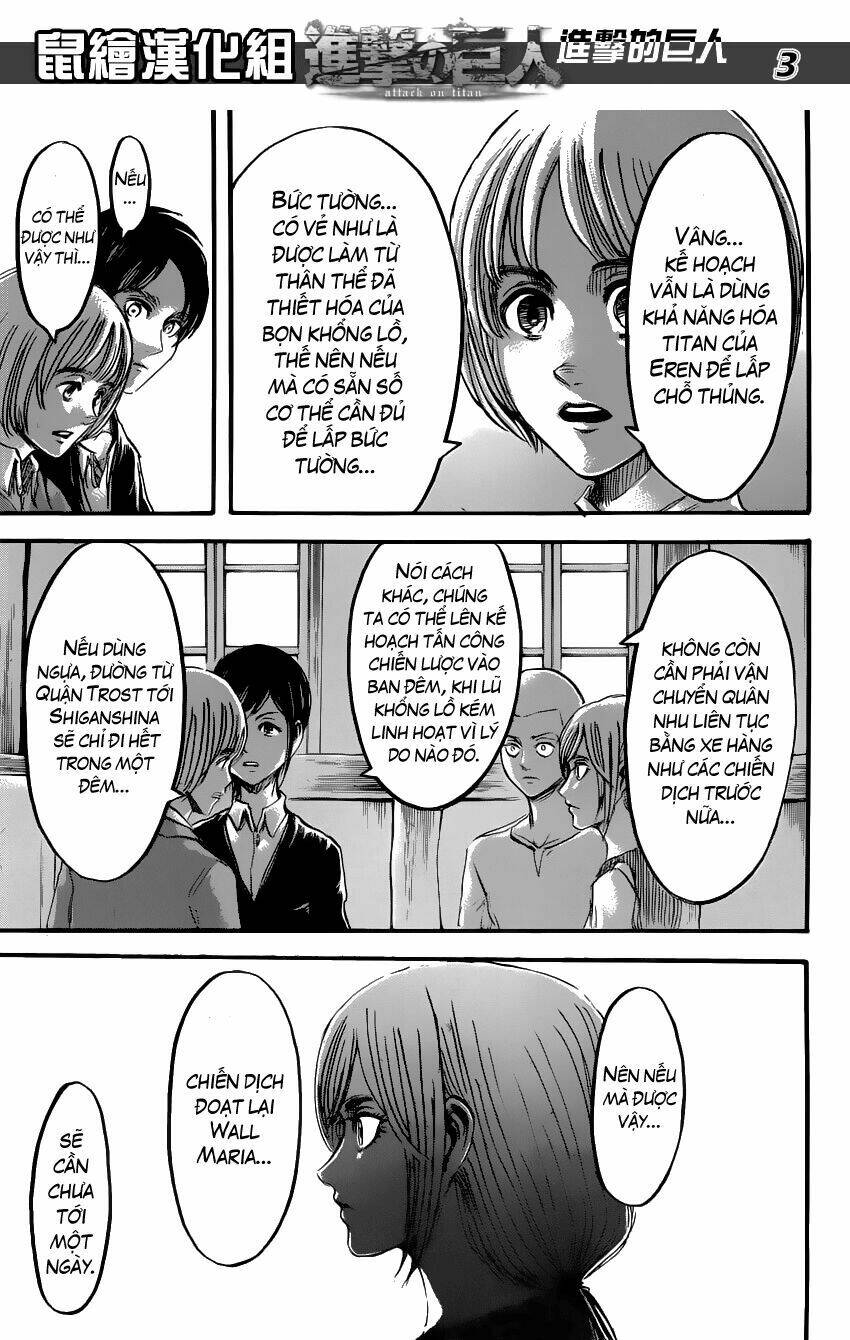 鼠繪漢化組
進撃の巨人
attack on titan
進擊的巨人
3
Vâng...
kế hoạch
vẫn là dùng
khả năng hóa
titan của
Eren để lấp
chỗ thủng.
Bức tường...
có vẻ như là
được làm từ
thân thể đã
thiết hóa của
bọn khổng lồ,
thế nên nếu
mà có sẵn số
cơ thể cần đủ
để lấp bức
tường...
Nếu
...
có thể
được như
vậy thì...
không còn
cần phải vận
chuyển quân
nhu liên tục
bằng xe hàng
như các chiến
dịch trước
nữa...
Nói cách
khác, chúng
ta có thể lên kế
hoạch tấn công
chiến lược vào
ban đêm, khi lũ
khổng lồ kém
linh hoạt vì lý
do nào đó.
Nếu dùng
ngựa, đường từ
Quận Trost tới
Shiganshina
sẽ chỉ đi hết
trong một
đêm...
Nên nếu
mà được
vậy...
chiến dịch
đoạt lại
Wall
Maria...
sẽ
cần
chưa
tới
một
ngày.